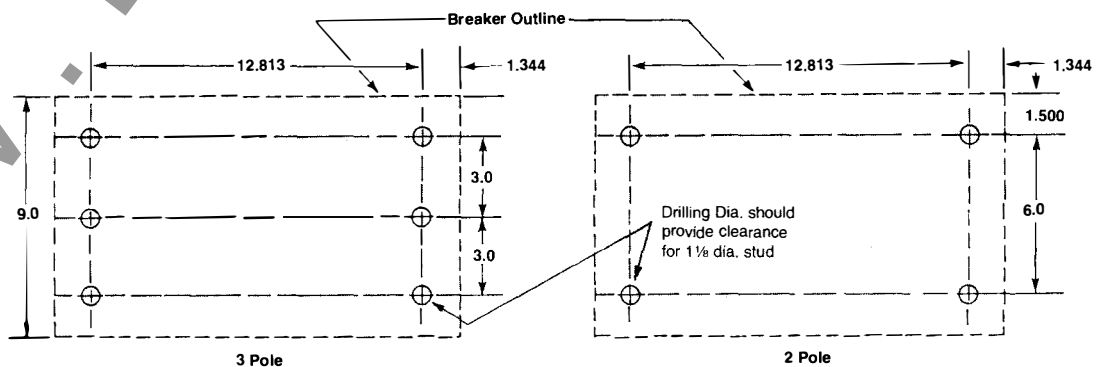 Breaker Outline
12.813
1.344
12.813
1.344
1.500
9.0
3.0
3.0
6.0
Drilling Dia. should
provide clearance
for 1⅛ dia. stud
3 Pole
2 Pole